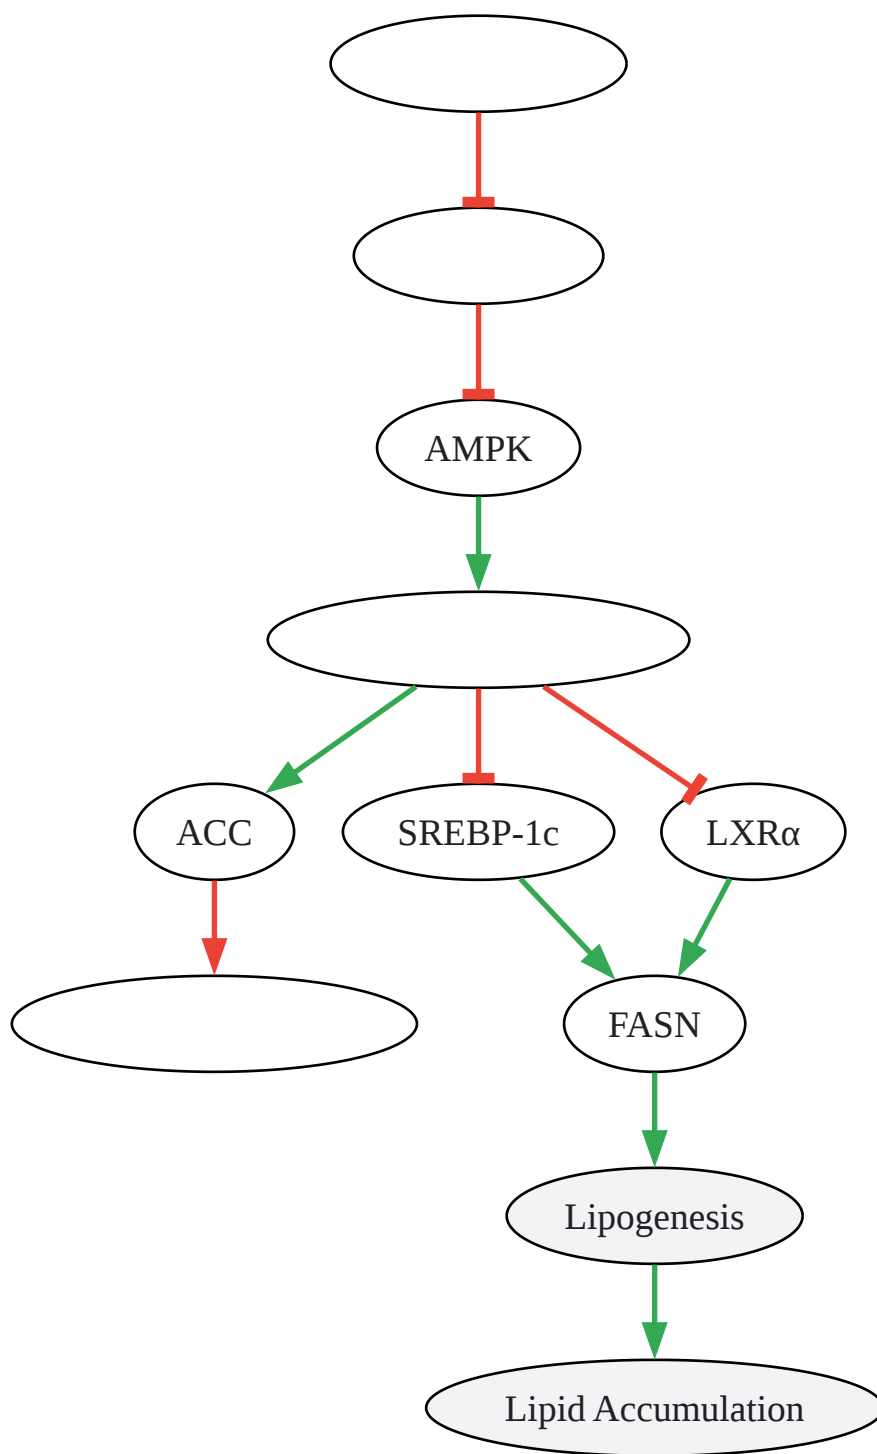 AMPK
ACC
SREBP-1c
LXRα
FASN
Lipogenesis
Lipid Accumulation